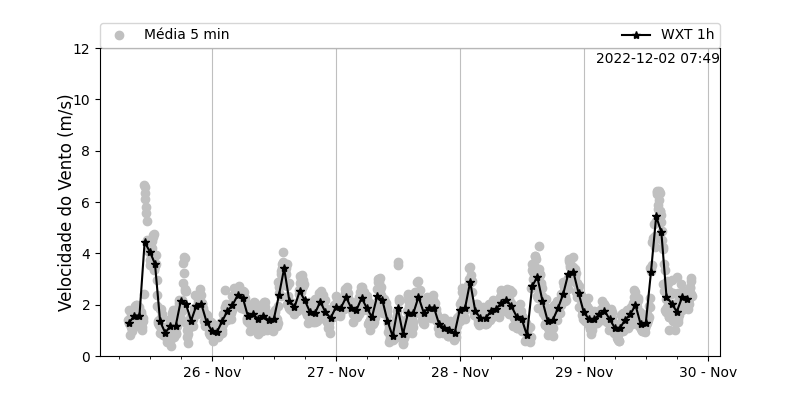 Média 5 min
WXT 1h
2022-12-02 07:49
Velocidade do Vento (m/s)
12
10
8
6
4
2
0
26 - Nov
27 - Nov
28 - Nov
29 - Nov
30 - Nov